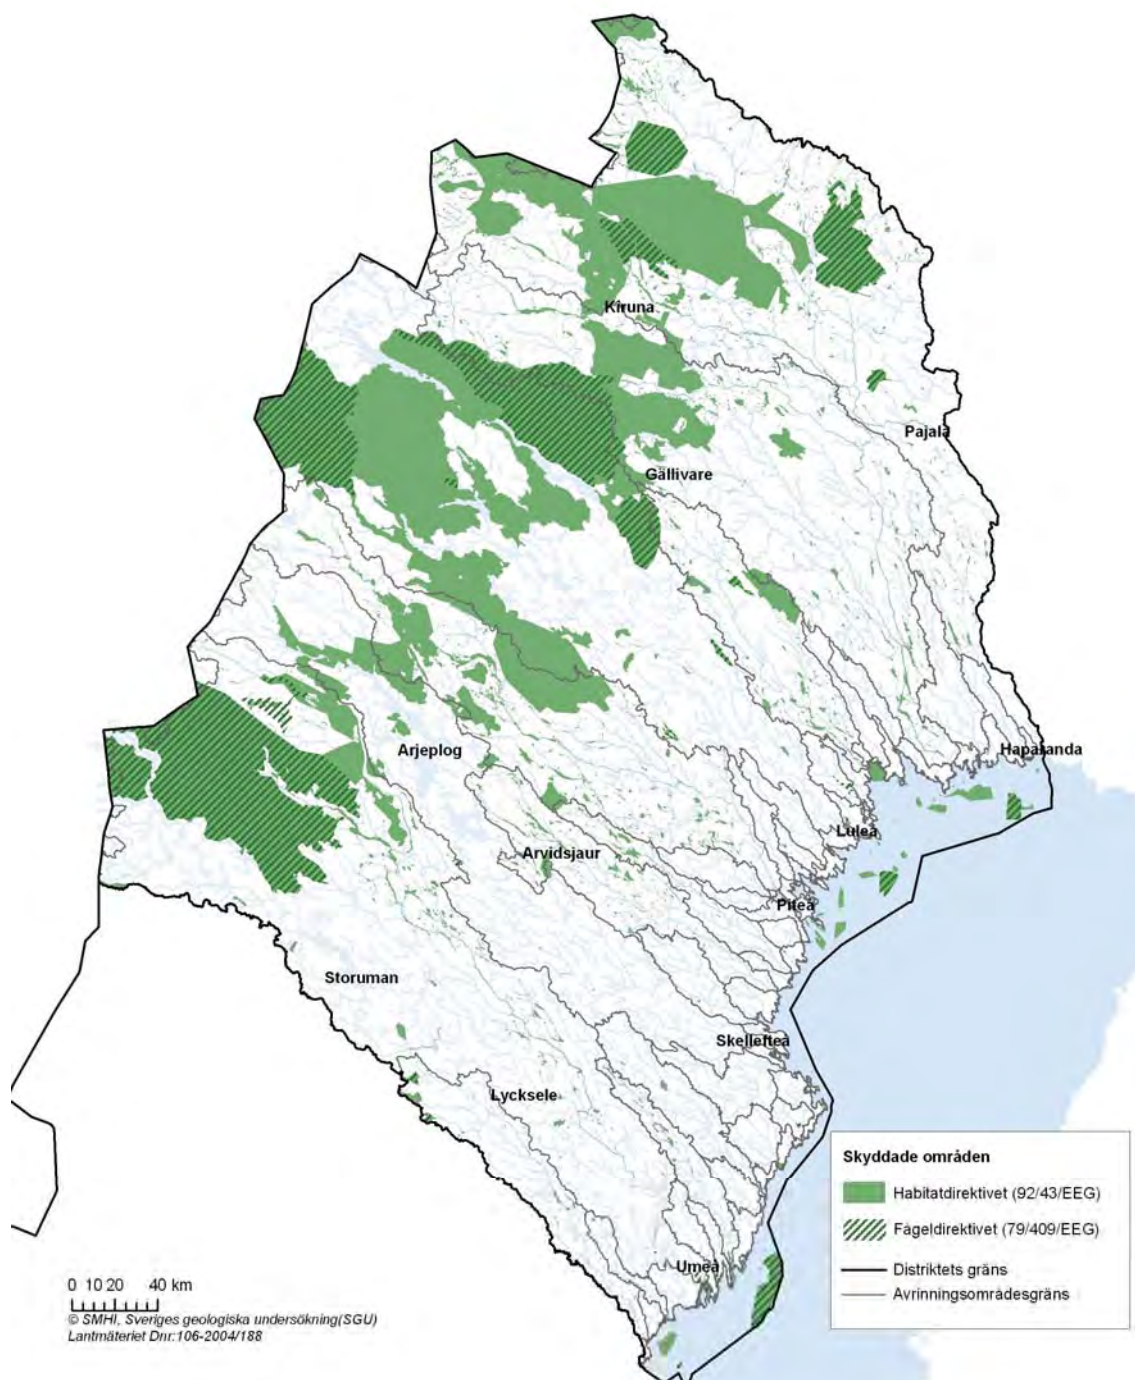 Kiruna
Pajala
Gällivare
Haparanda
Arjeplog
Luleå
Arvidsjaur
Piteå
Storuman
Skellefteå
Lycksele
Umeå
Skyddade områden
Habitatdirektivet (92/43/EEG)
Fågeldirektivet (79/409/EEG)
Distriktets gräns
Avrinningsområdesgräns
0 10 20 40 km
© SMHI, Sveriges geologiska undersökning(SGU)
Lantmäteriet Dnr:106-2004/188